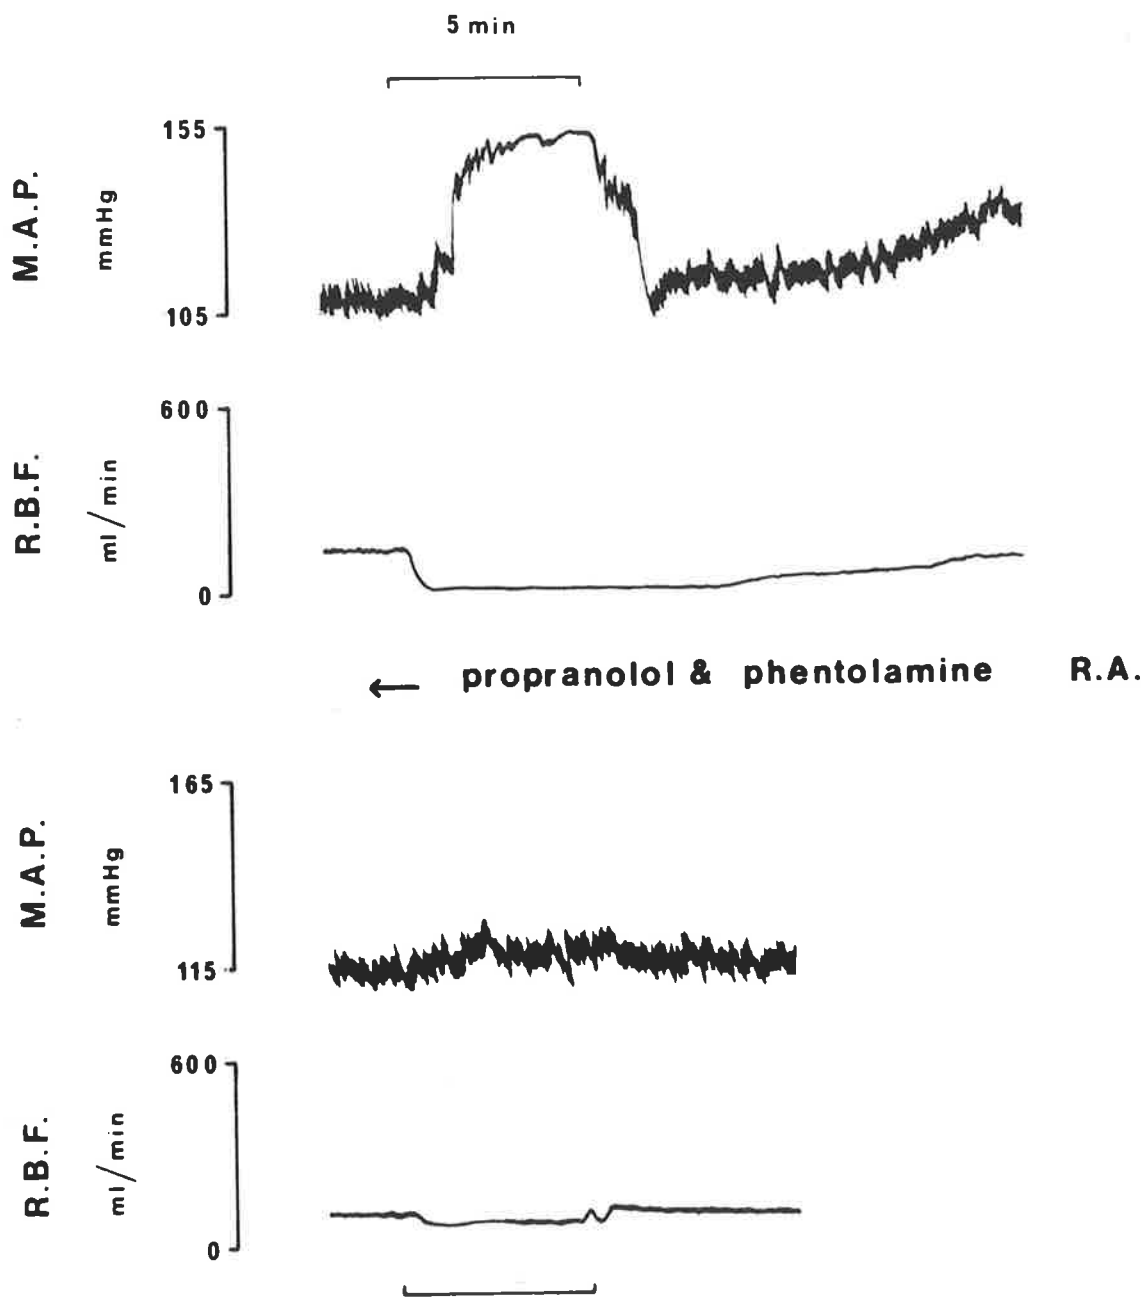 5 min
155
M.A.P.
mmHg
105
600
R.B.F.
ml/min
0
← propranolol & phentolamine R.A.
165
M.A.P.
mmHg
115
600
R.B.F.
ml/min
0